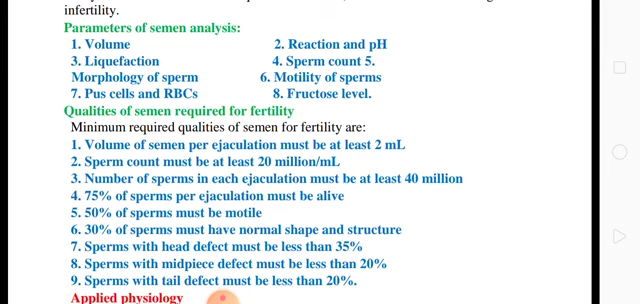 infertility.
Parameters of semen analysis:
1. Volume 2. Reaction and pH
3. Liquefaction 4. Sperm count 5.
Morphology of sperm 6. Motility of sperms
7. Pus cells and RBCs 8. Fructose level.
Qualities of semen required for fertility
Minimum required qualities of semen for fertility are:
1. Volume of semen per ejaculation must be at least 2 mL
2. Sperm count must be at least 20 million/mL
3. Number of sperms in each ejaculation must be at least 40 million
4. 75% of sperms per ejaculation must be alive
5. 50% of sperms must be motile
6. 30% of sperms must have normal shape and structure
7. Sperms with head defect must be less than 35%
8. Sperms with midpiece defect must be less than 20%
9. Sperms with tail defect must be less than 20%.
Applied physiology